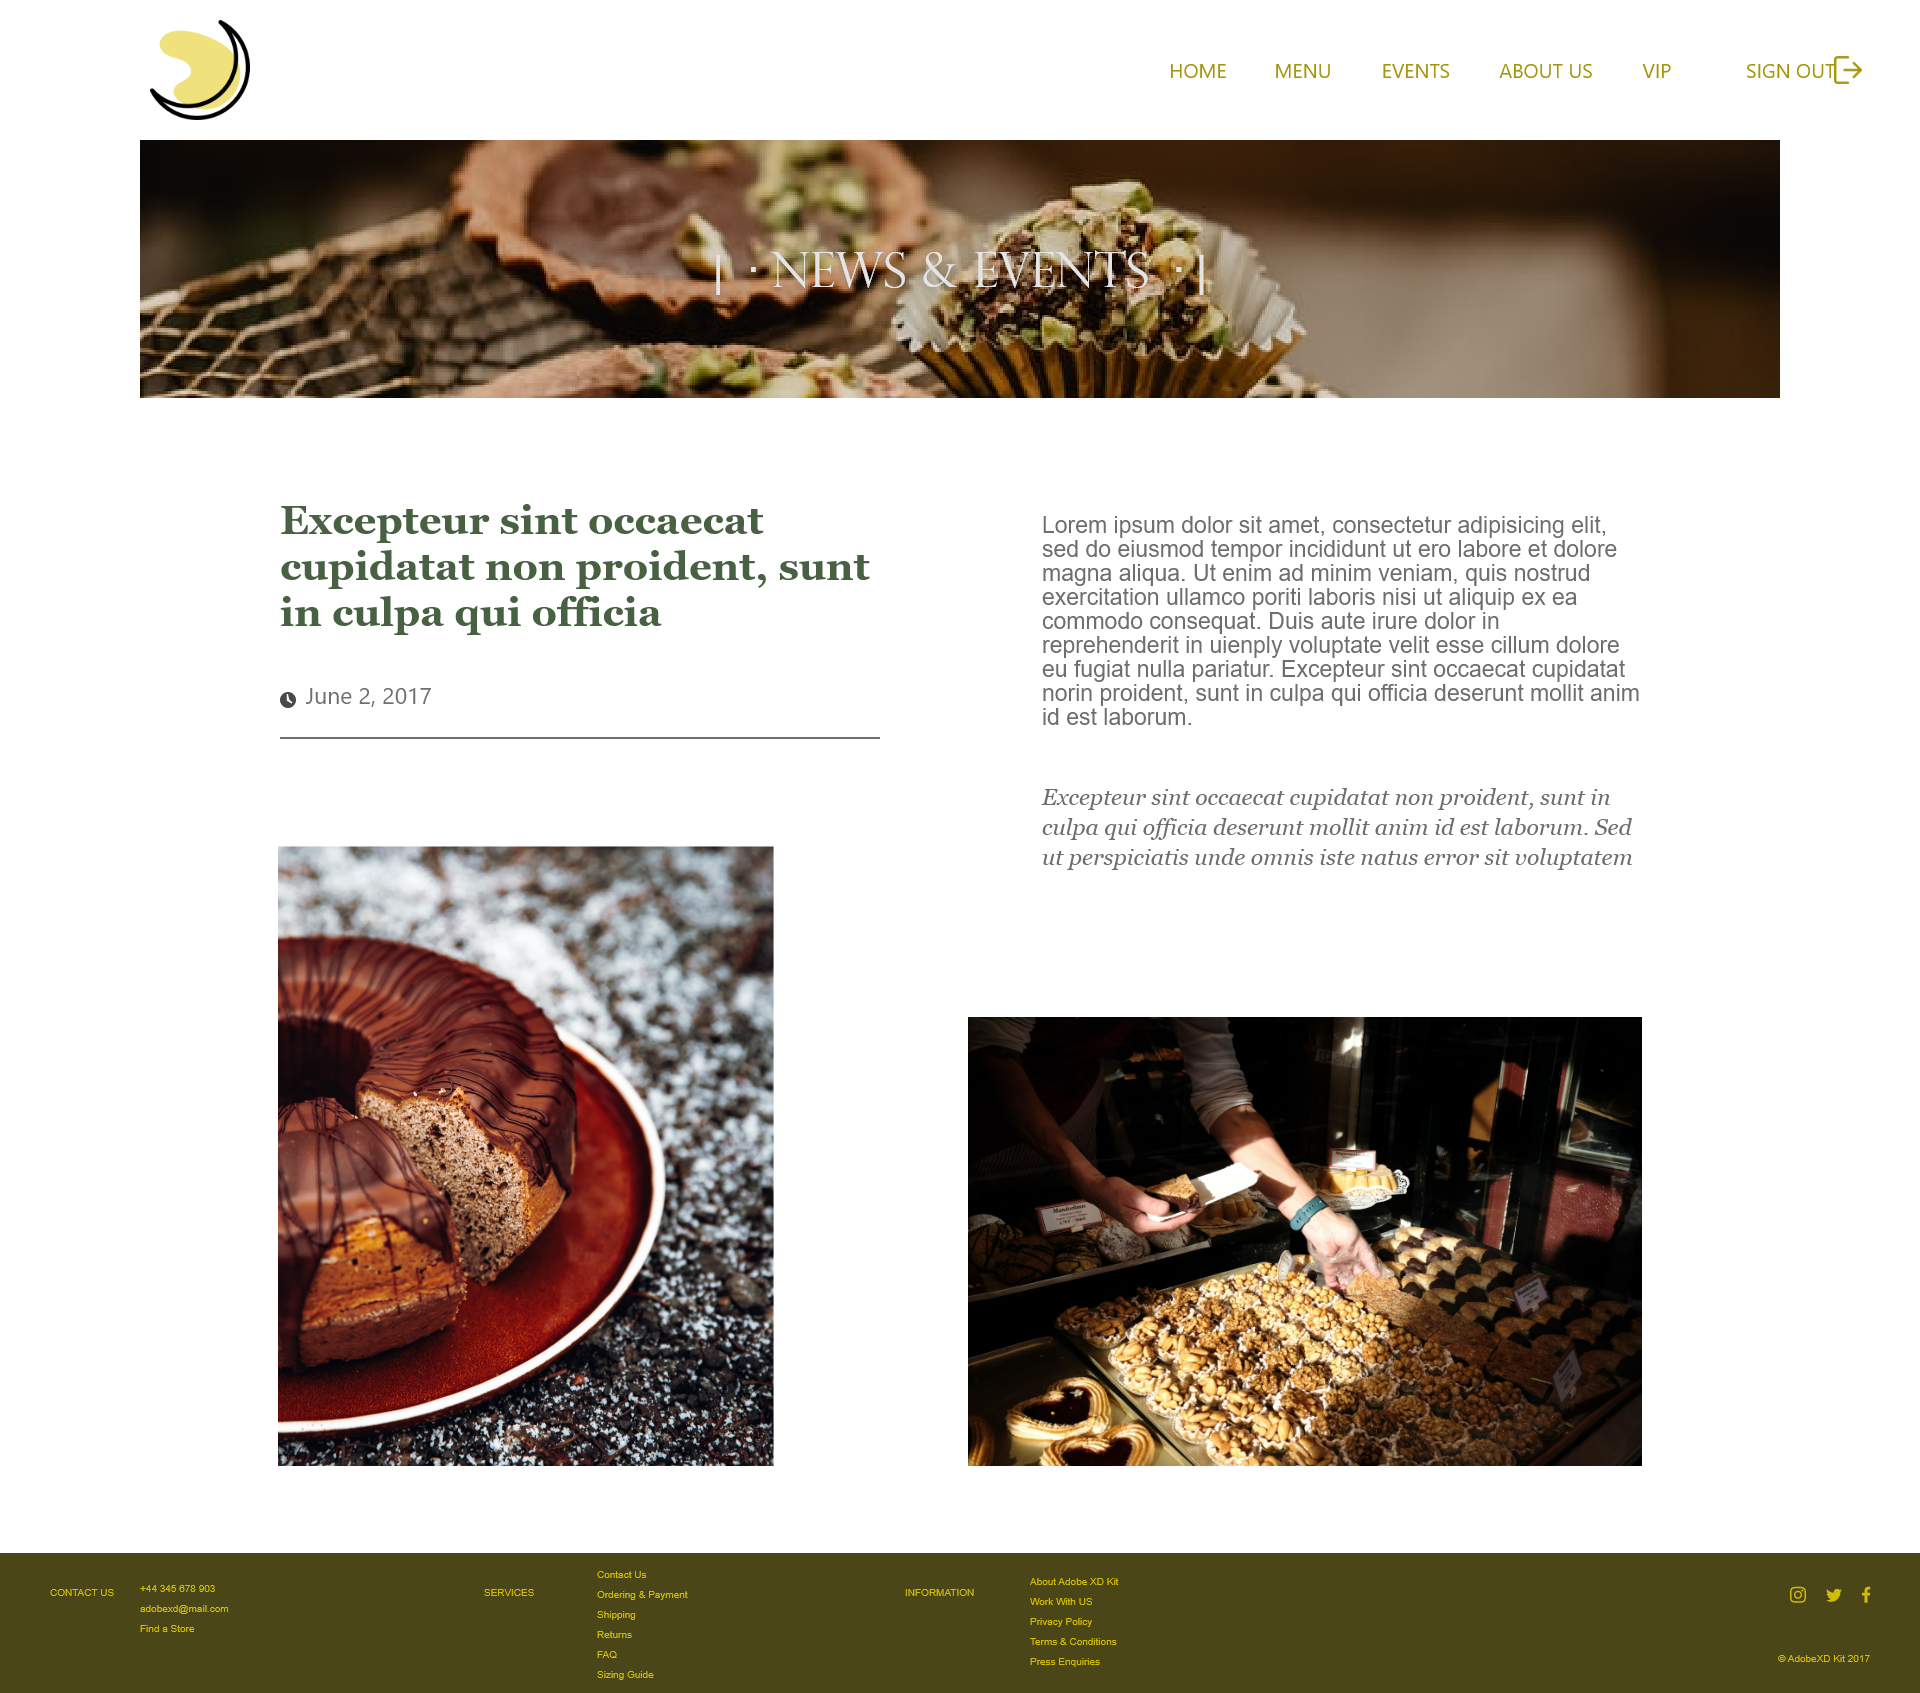 HOME MENU EVENTS ABOUT US VIP SIGN OUT
| · NEWS & EVENTS · |
Excepteur sint occaecat
cupidatat non proident, sunt
in culpa qui officia
June 2, 2017
Lorem ipsum dolor sit amet, consectetur adipisicing elit,
sed do eiusmod tempor incididunt ut ero labore et dolore
magna aliqua. Ut enim ad minim veniam, quis nostrud
exercitation ullamco poriti laboris nisi ut aliquip ex ea
commodo consequat. Duis aute irure dolor in
reprehenderit in uienply voluptate velit esse cillum dolore
eu fugiat nulla pariatur. Excepteur sint occaecat cupidatat
norin proident, sunt in culpa qui officia deserunt mollit anim
id est laborum.
Excepteur sint occaecat cupidatat non proident, sunt in
culpa qui officia deserunt mollit anim id est laborum. Sed
ut perspiciatis unde omnis iste natus error sit voluptatem
CONTACT US
+44 345 678 903
adobexd@mail.com
Find a Store
SERVICES
Contact Us
Ordering & Payment
Shipping
Returns
FAQ
Sizing Guide
INFORMATION
About Adobe XD Kit
Work With US
Privacy Policy
Terms & Conditions
Press Enquiries
© AdobeXD Kit 2017